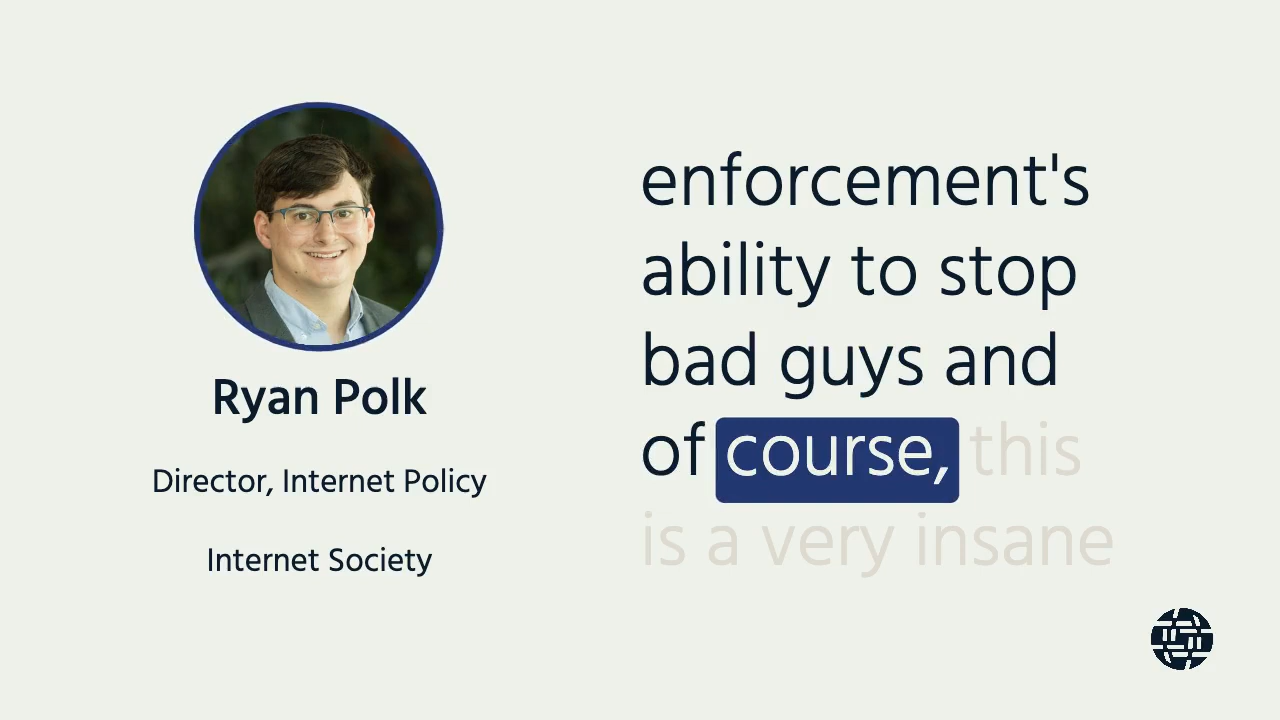 Ryan Polk
Director, Internet Policy
Internet Society
enforcement's
ability to stop
bad guys and
of course, this
is a very insane